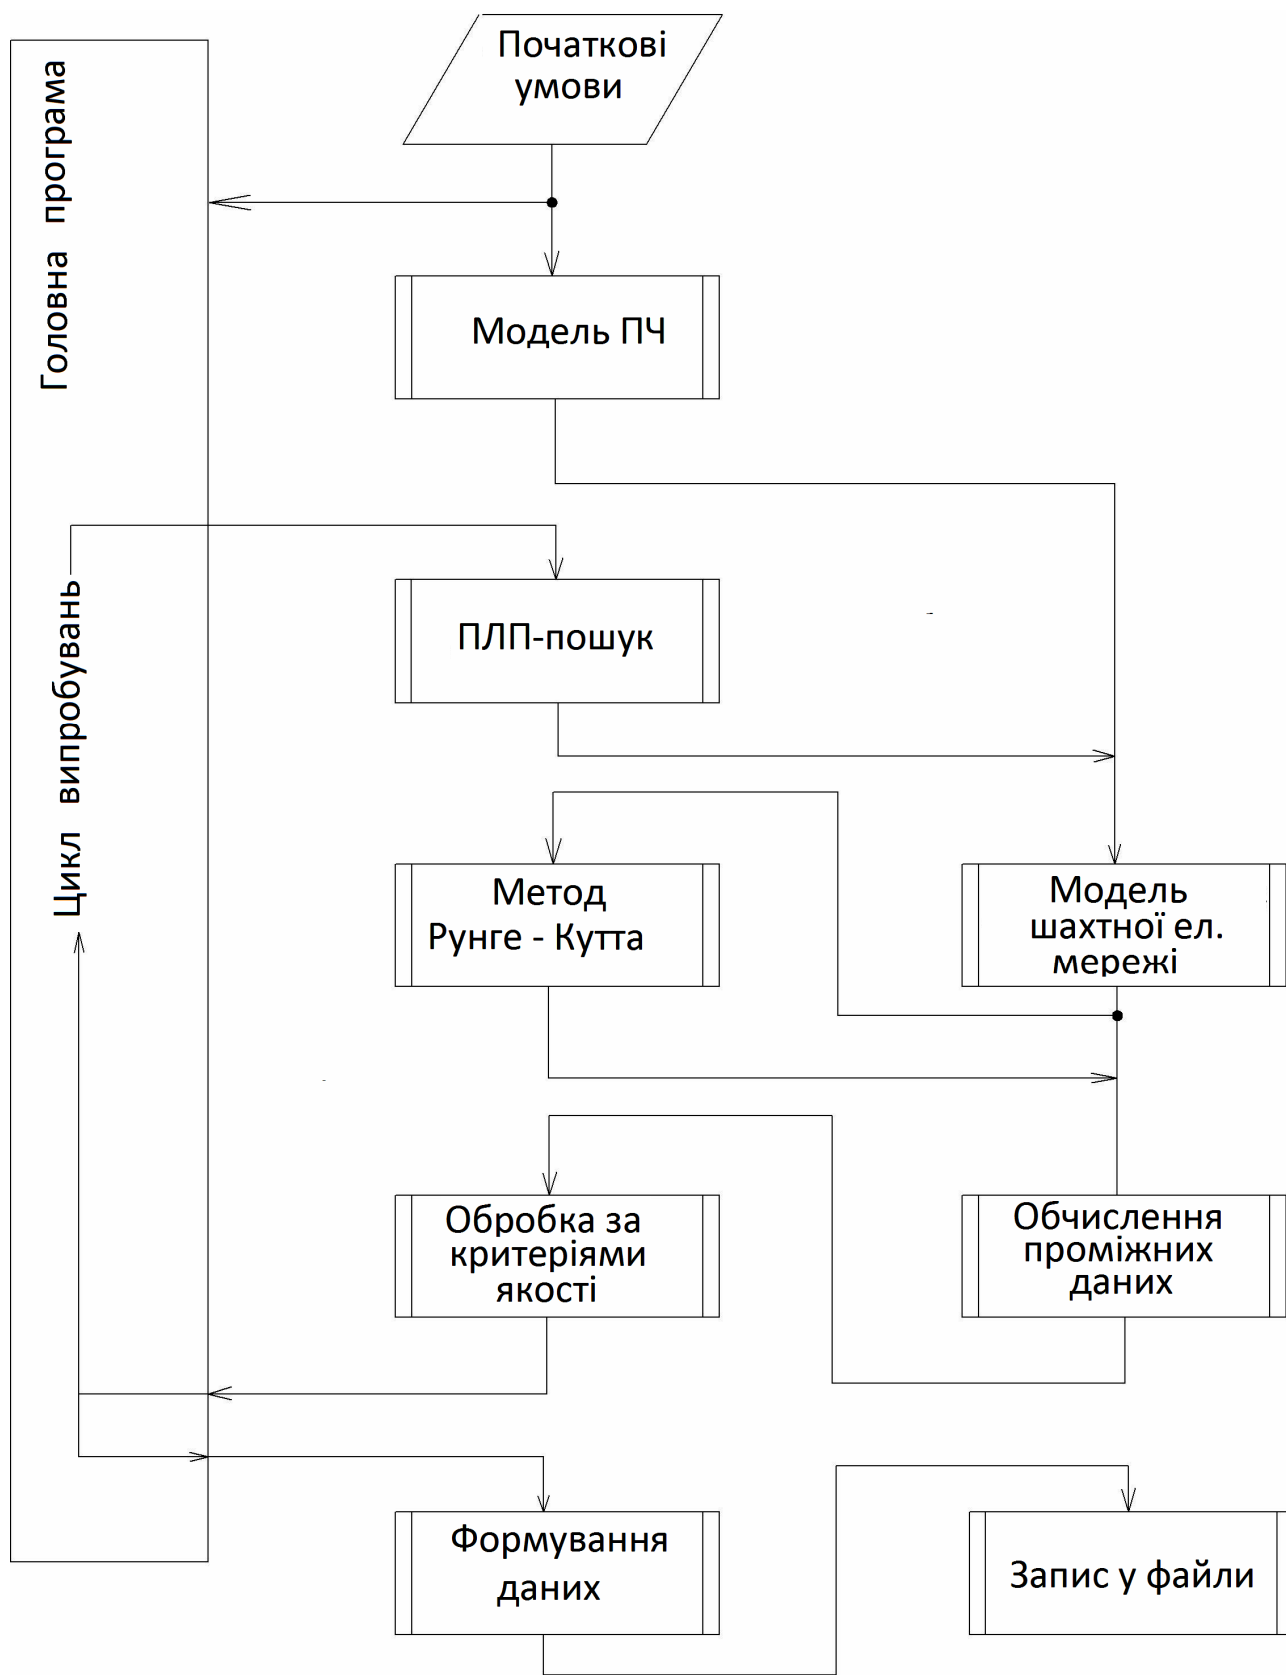 Головна програма
Початкові
умови
Модель ПЧ
Цикл випробувань
ПЛП-пошук
Метод
Рунге - Кутта
Модель
шахтної ел.
мережі
Обробка за
критеріями
якості
Обчислення
проміжних
даних
Формування
даних
Запис у файли